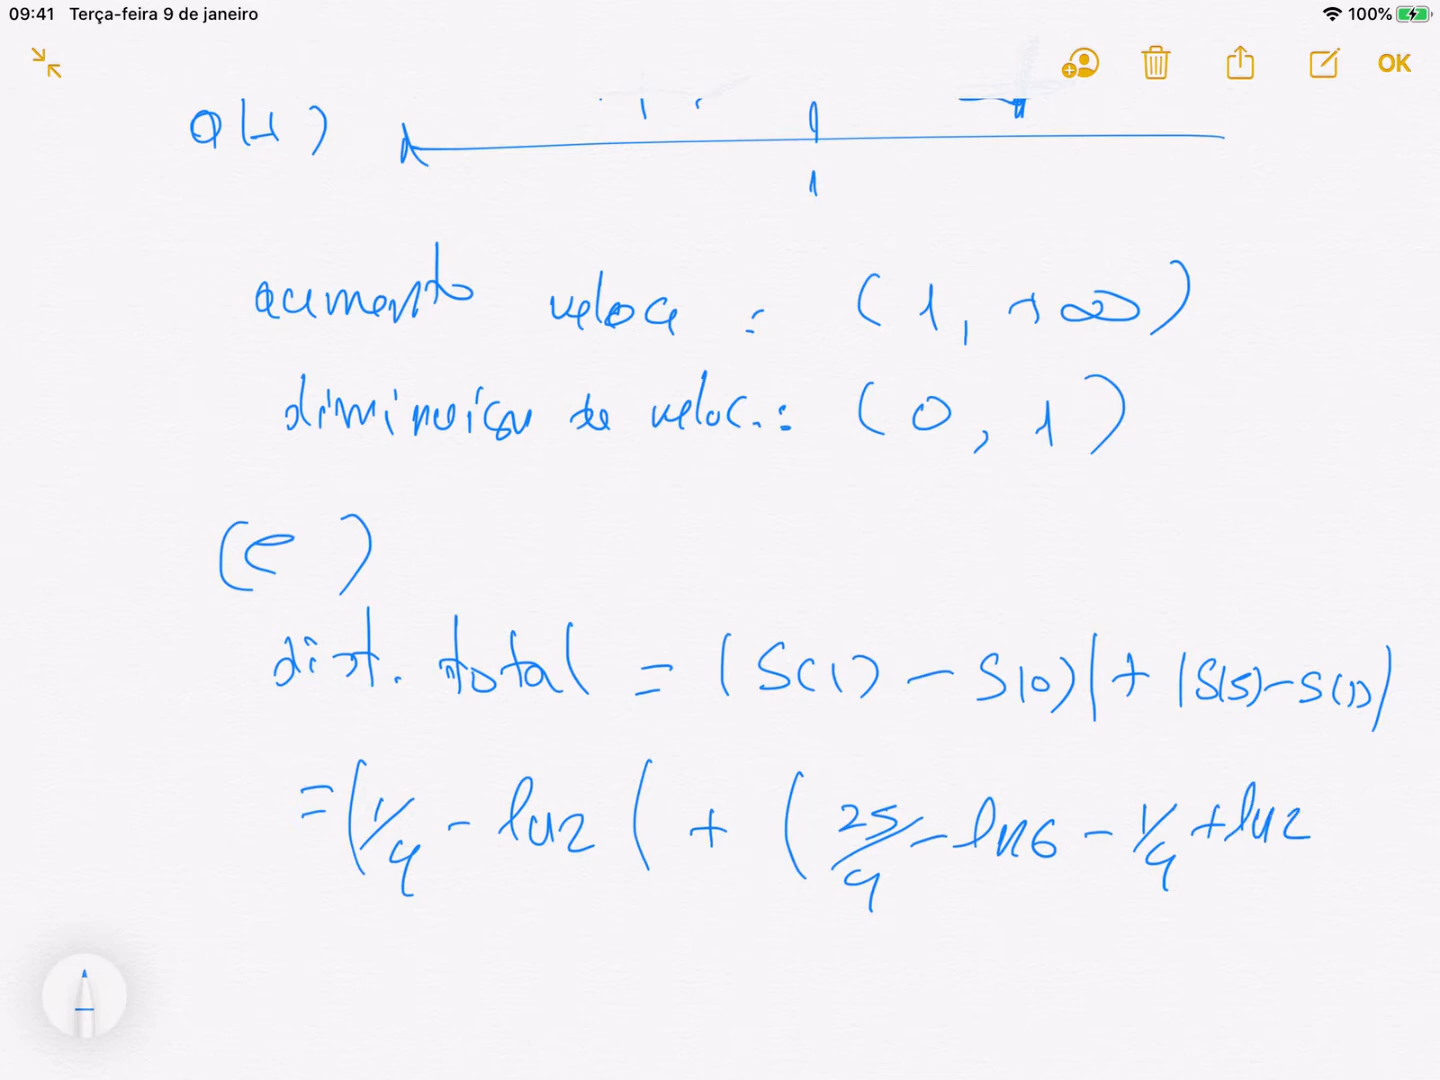 09:41 Terça-feira 9 de janeiro 100%
OK
a(t)
1
aumento veloc : (1, +∞)
diminuição de veloc.: (0, 1)
(e)
dist. total = |S(1) - S(0)| + |S(5) - S(1)|
= |1/4 - ln2| + |25/4 - ln6 - 1/4 + ln2